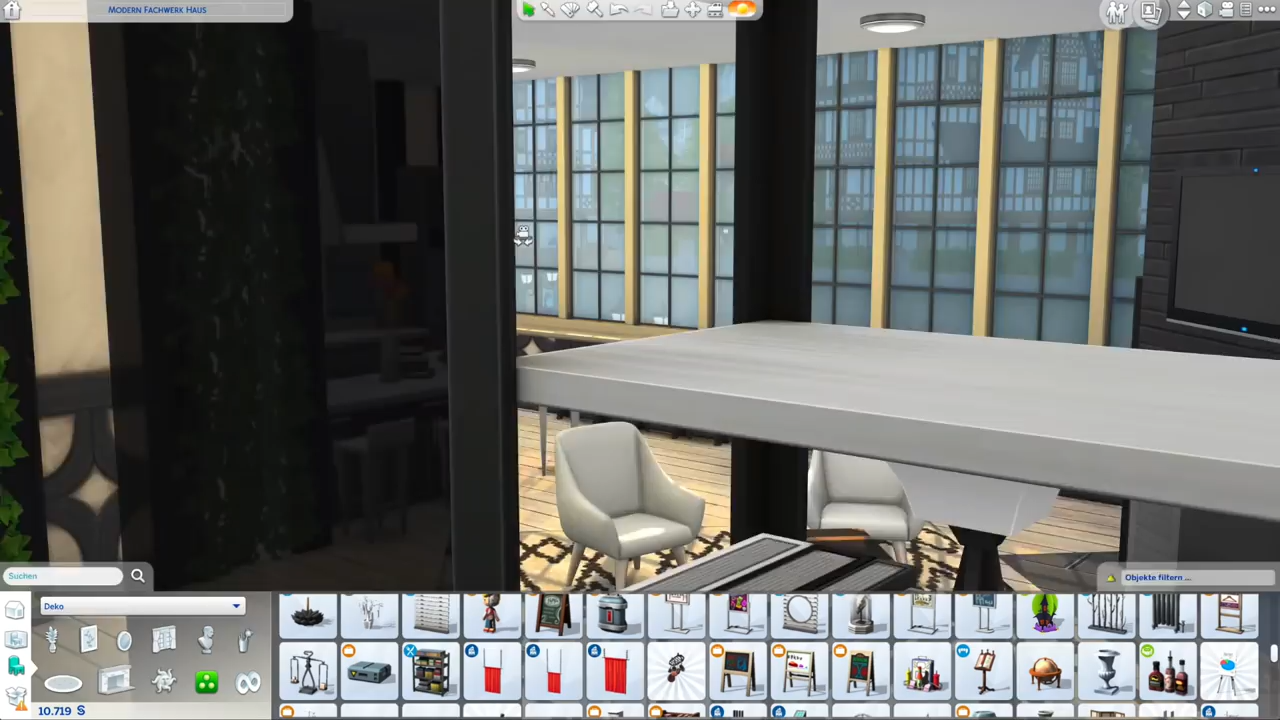 MODERN FACHWERK HAUS
Suchen
Objekte filtern ...
Deko
10.719 $